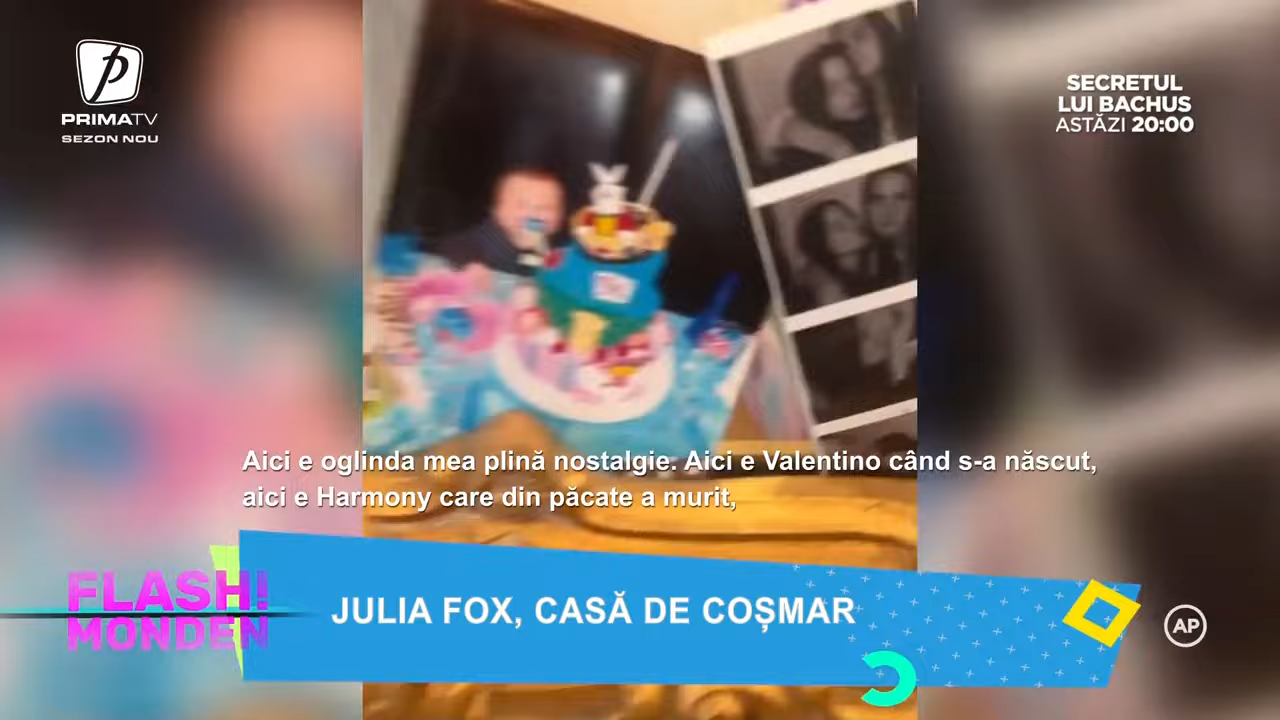 PRIMATV
SEZON NOU
SECRETUL
LUI BACHUS
ASTĂZI 20:00
Aici e oglinda mea plină nostalgie. Aici e Valentino când s-a născut,
aici e Harmony care din păcate a murit,
FLASH!
MONDEN
JULIA FOX, CASĂ DE COȘMAR
AP